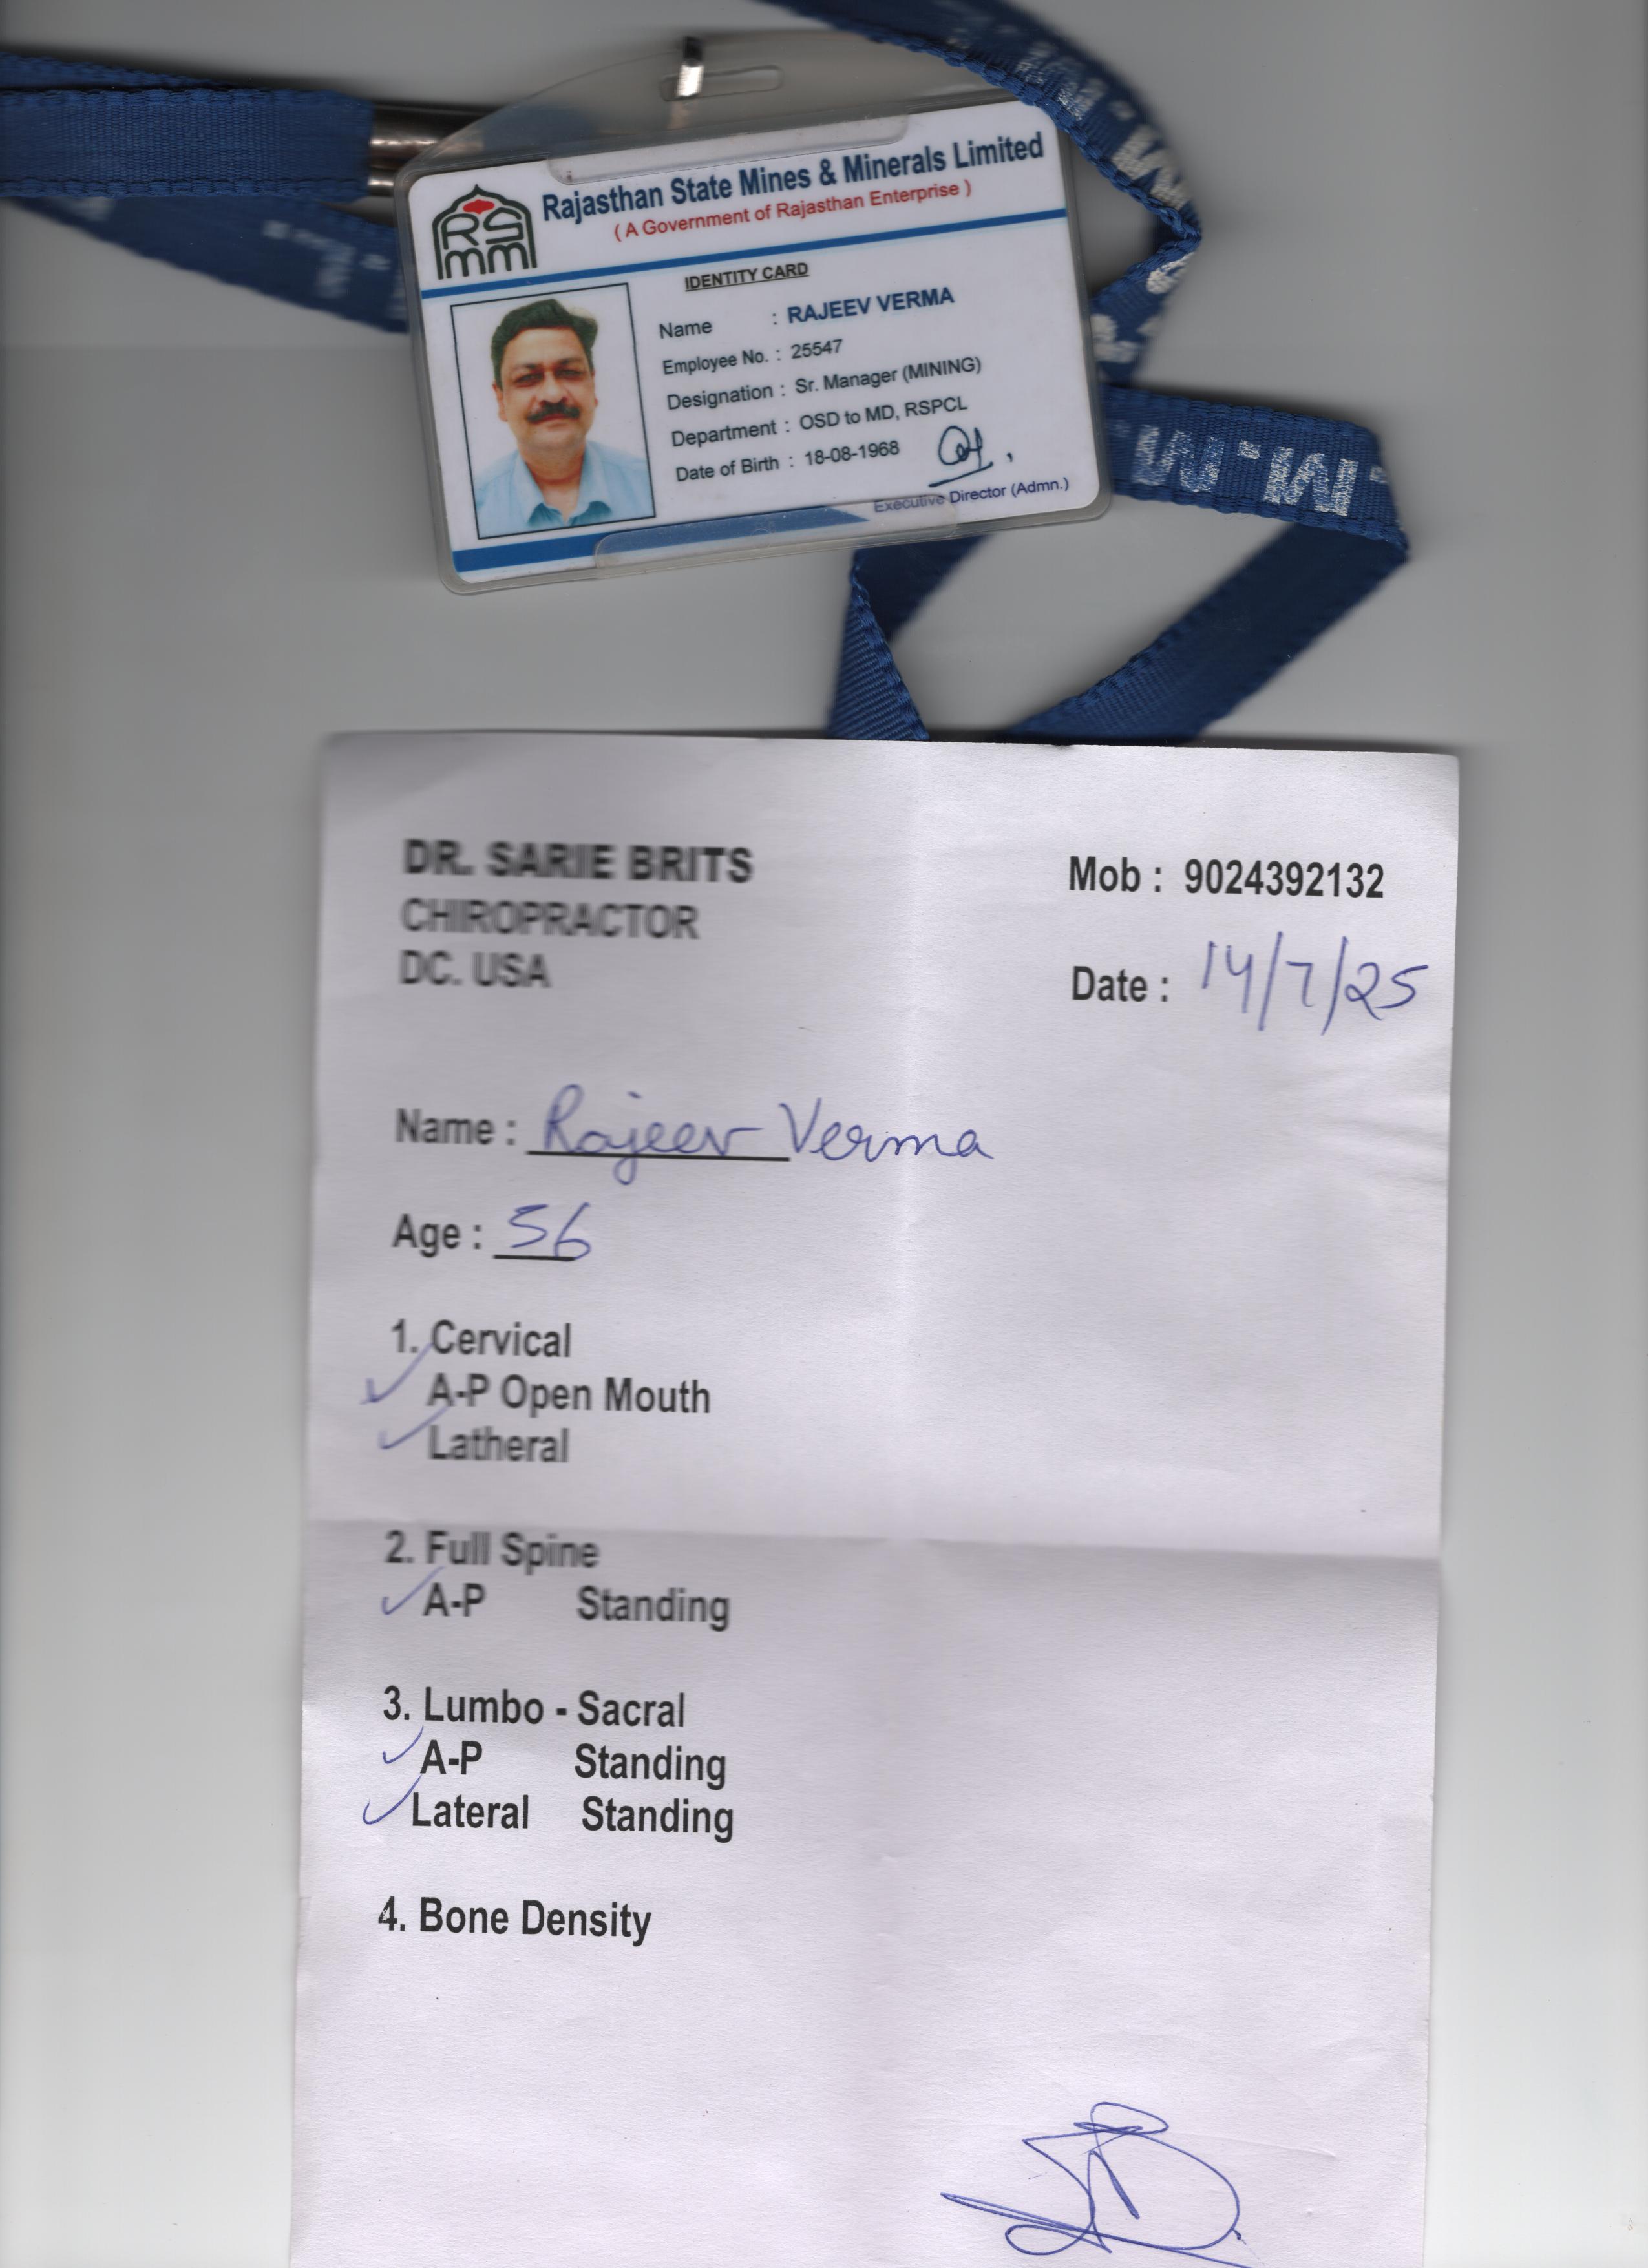 RSMM
Rajasthan State Mines & Minerals Limited
( A Government of Rajasthan Enterprise )
IDENTITY CARD
Name : RAJEEV VERMA
Employee No. : 25547
Designation : Sr. Manager (MINING)
Department : OSD to MD, RSPCL
Date of Birth : 18-08-1968
Executive Director (Admn.)
DR. SARIE BRITS
CHIROPRACTOR
DC. USA
Mob : 9024392132
Date : 14/7/25
Name : Rajeev Verma
Age : 56
1. Cervical
A-P Open Mouth
Latheral
2. Full Spine
A-P Standing
3. Lumbo - Sacral
A-P Standing
Lateral Standing
4. Bone Density